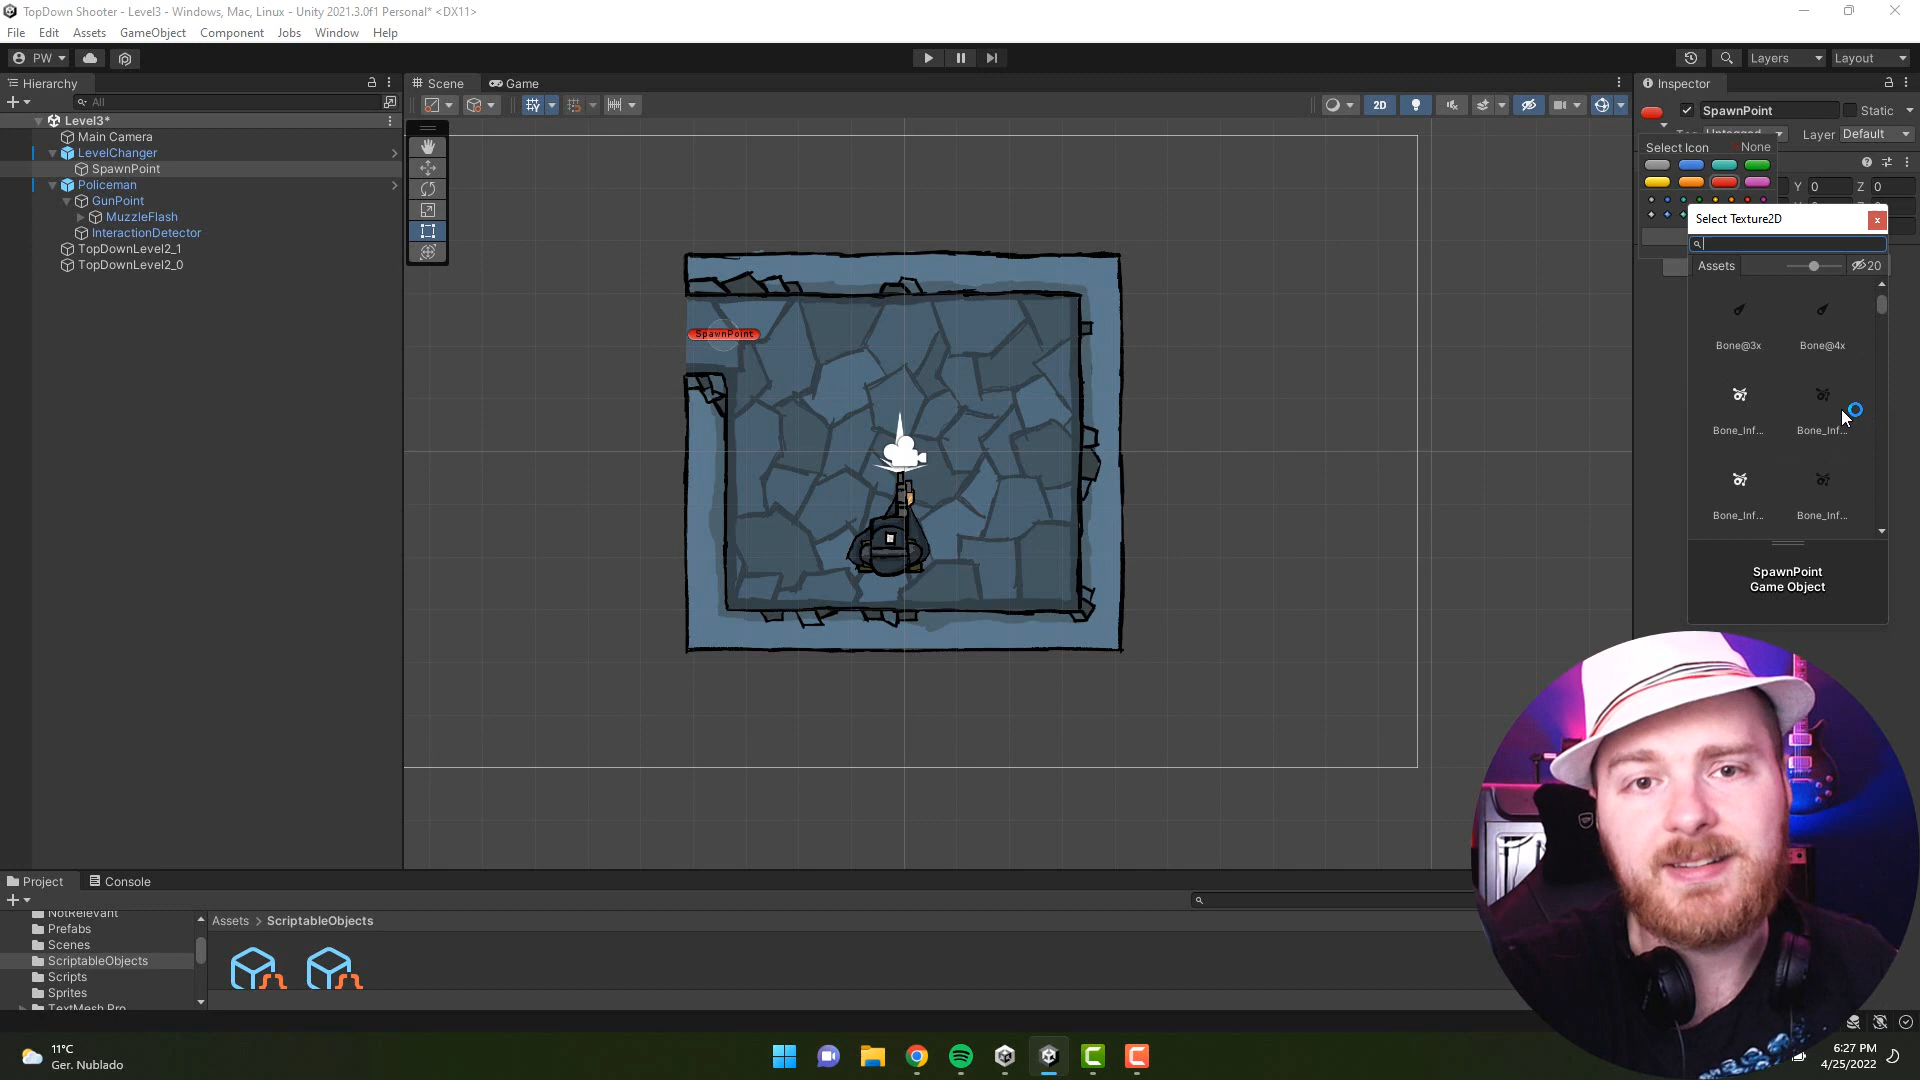 TopDown Shooter - Level3 - Windows, Mac, Linux - Unity 2021.3.0f1 Personal* <DX11>
File Edit Assets GameObject Component Jobs Window Help
PW Layers Layout
Hierarchy Scene Game Inspector
All
SpawnPoint Static
Layer Default
Level3*
Main Camera
LevelChanger
SpawnPoint
Policeman
GunPoint
MuzzleFlash
InteractionDetector
TopDownLevel2_1
TopDownLevel2_0
2D
Select Icon None
Y 0 Z 0
Select Texture2D
Assets 20
Bone@3x Bone@4x
Bone_Inf... Bone_Inf...
Bone_Inf... Bone_Inf...
SpawnPoint
Game Object
SpawnPoint
Project Console
NotRelevant
Prefabs
Scenes
ScriptableObjects
Scripts
Sprites
TextMesh Pro
Assets > ScriptableObjects
11°C
Ger. Nublado
6:27 PM
4/25/2022